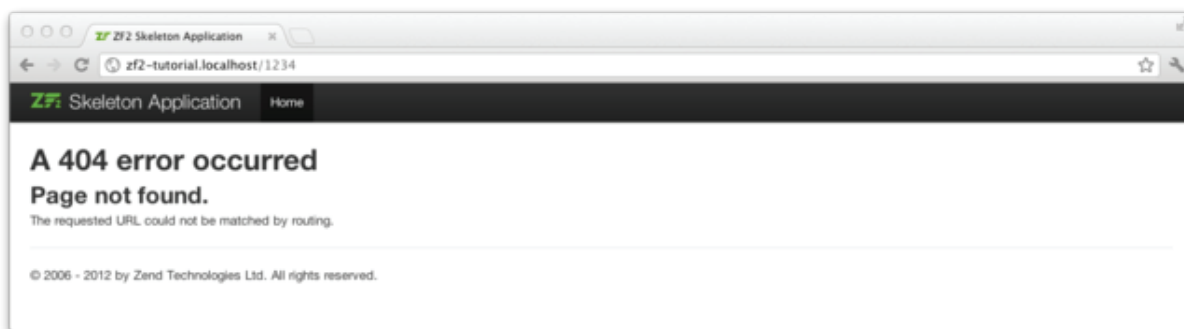 ZF2 Skeleton Application
zf2-tutorial.localhost/1234
ZF2 Skeleton Application Home
A 404 error occurred
Page not found.
The requested URL could not be matched by routing.
© 2006 - 2012 by Zend Technologies Ltd. All rights reserved.